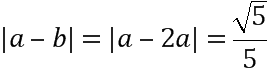 |a – b| = |a – 2a| = √5/5